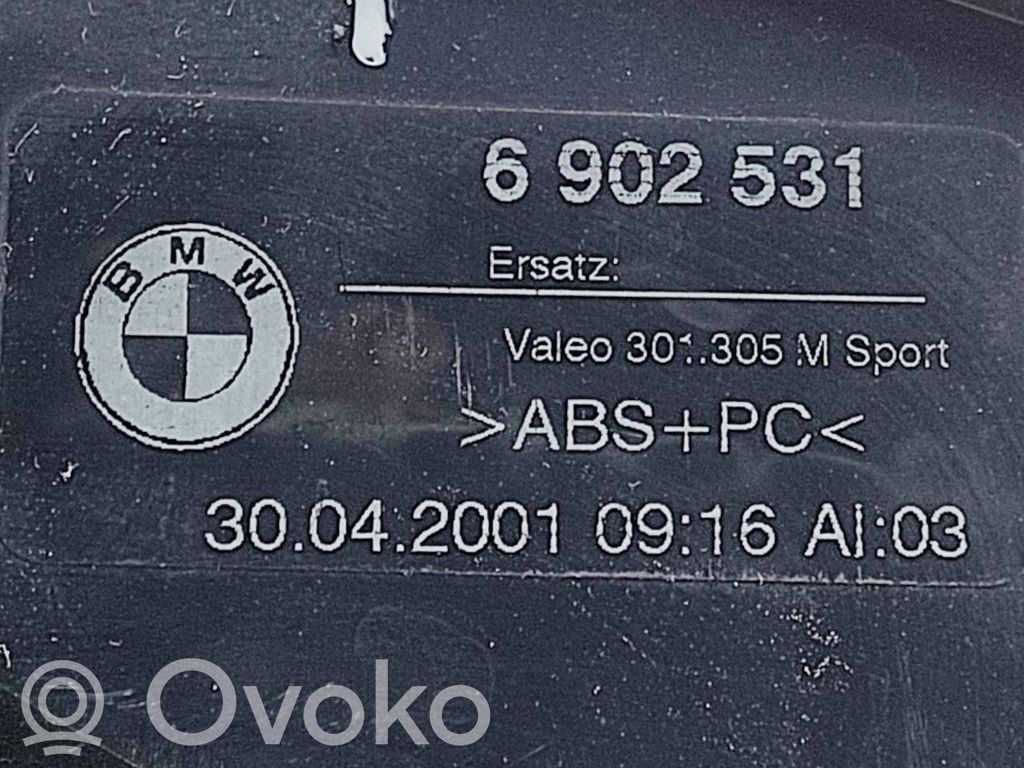 6 902 531
Ersatz:
BMW
Valeo 301.305 M Sport
>ABS+PC<
30.04.2001 09:16 AI:03
Ovoko